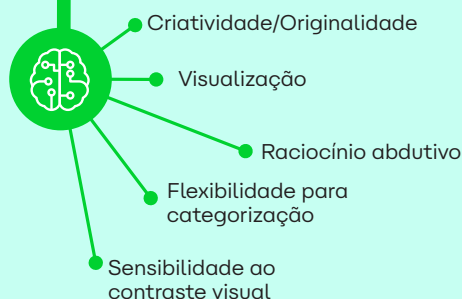 Criatividade/Originalidade
Visualização
Raciocínio abdutivo
Flexibilidade para
categorização
Sensibilidade ao
contraste visual